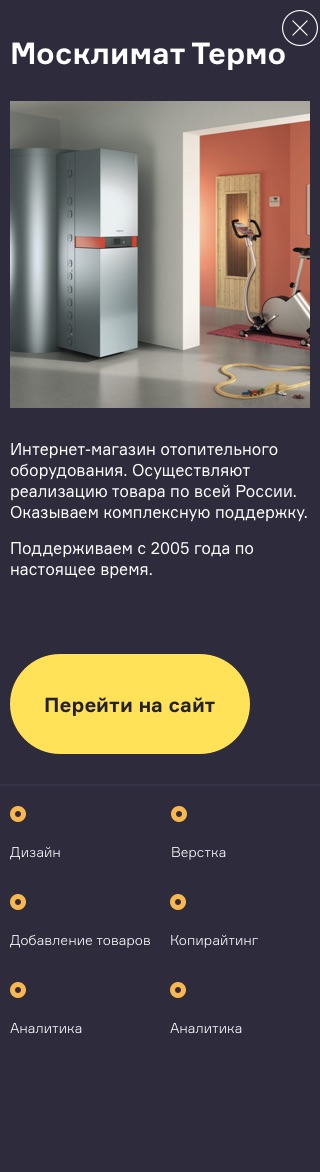 Москлимат Термо
Интернет-магазин отопительного
оборудования. Осуществляют
реализацию товара по всей России.
Оказываем комплексную поддержку.
Поддерживаем с 2005 года по
настоящее время.
Перейти на сайт
Дизайн
Верстка
Добавление товаров
Копирайтинг
Аналитика
Аналитика